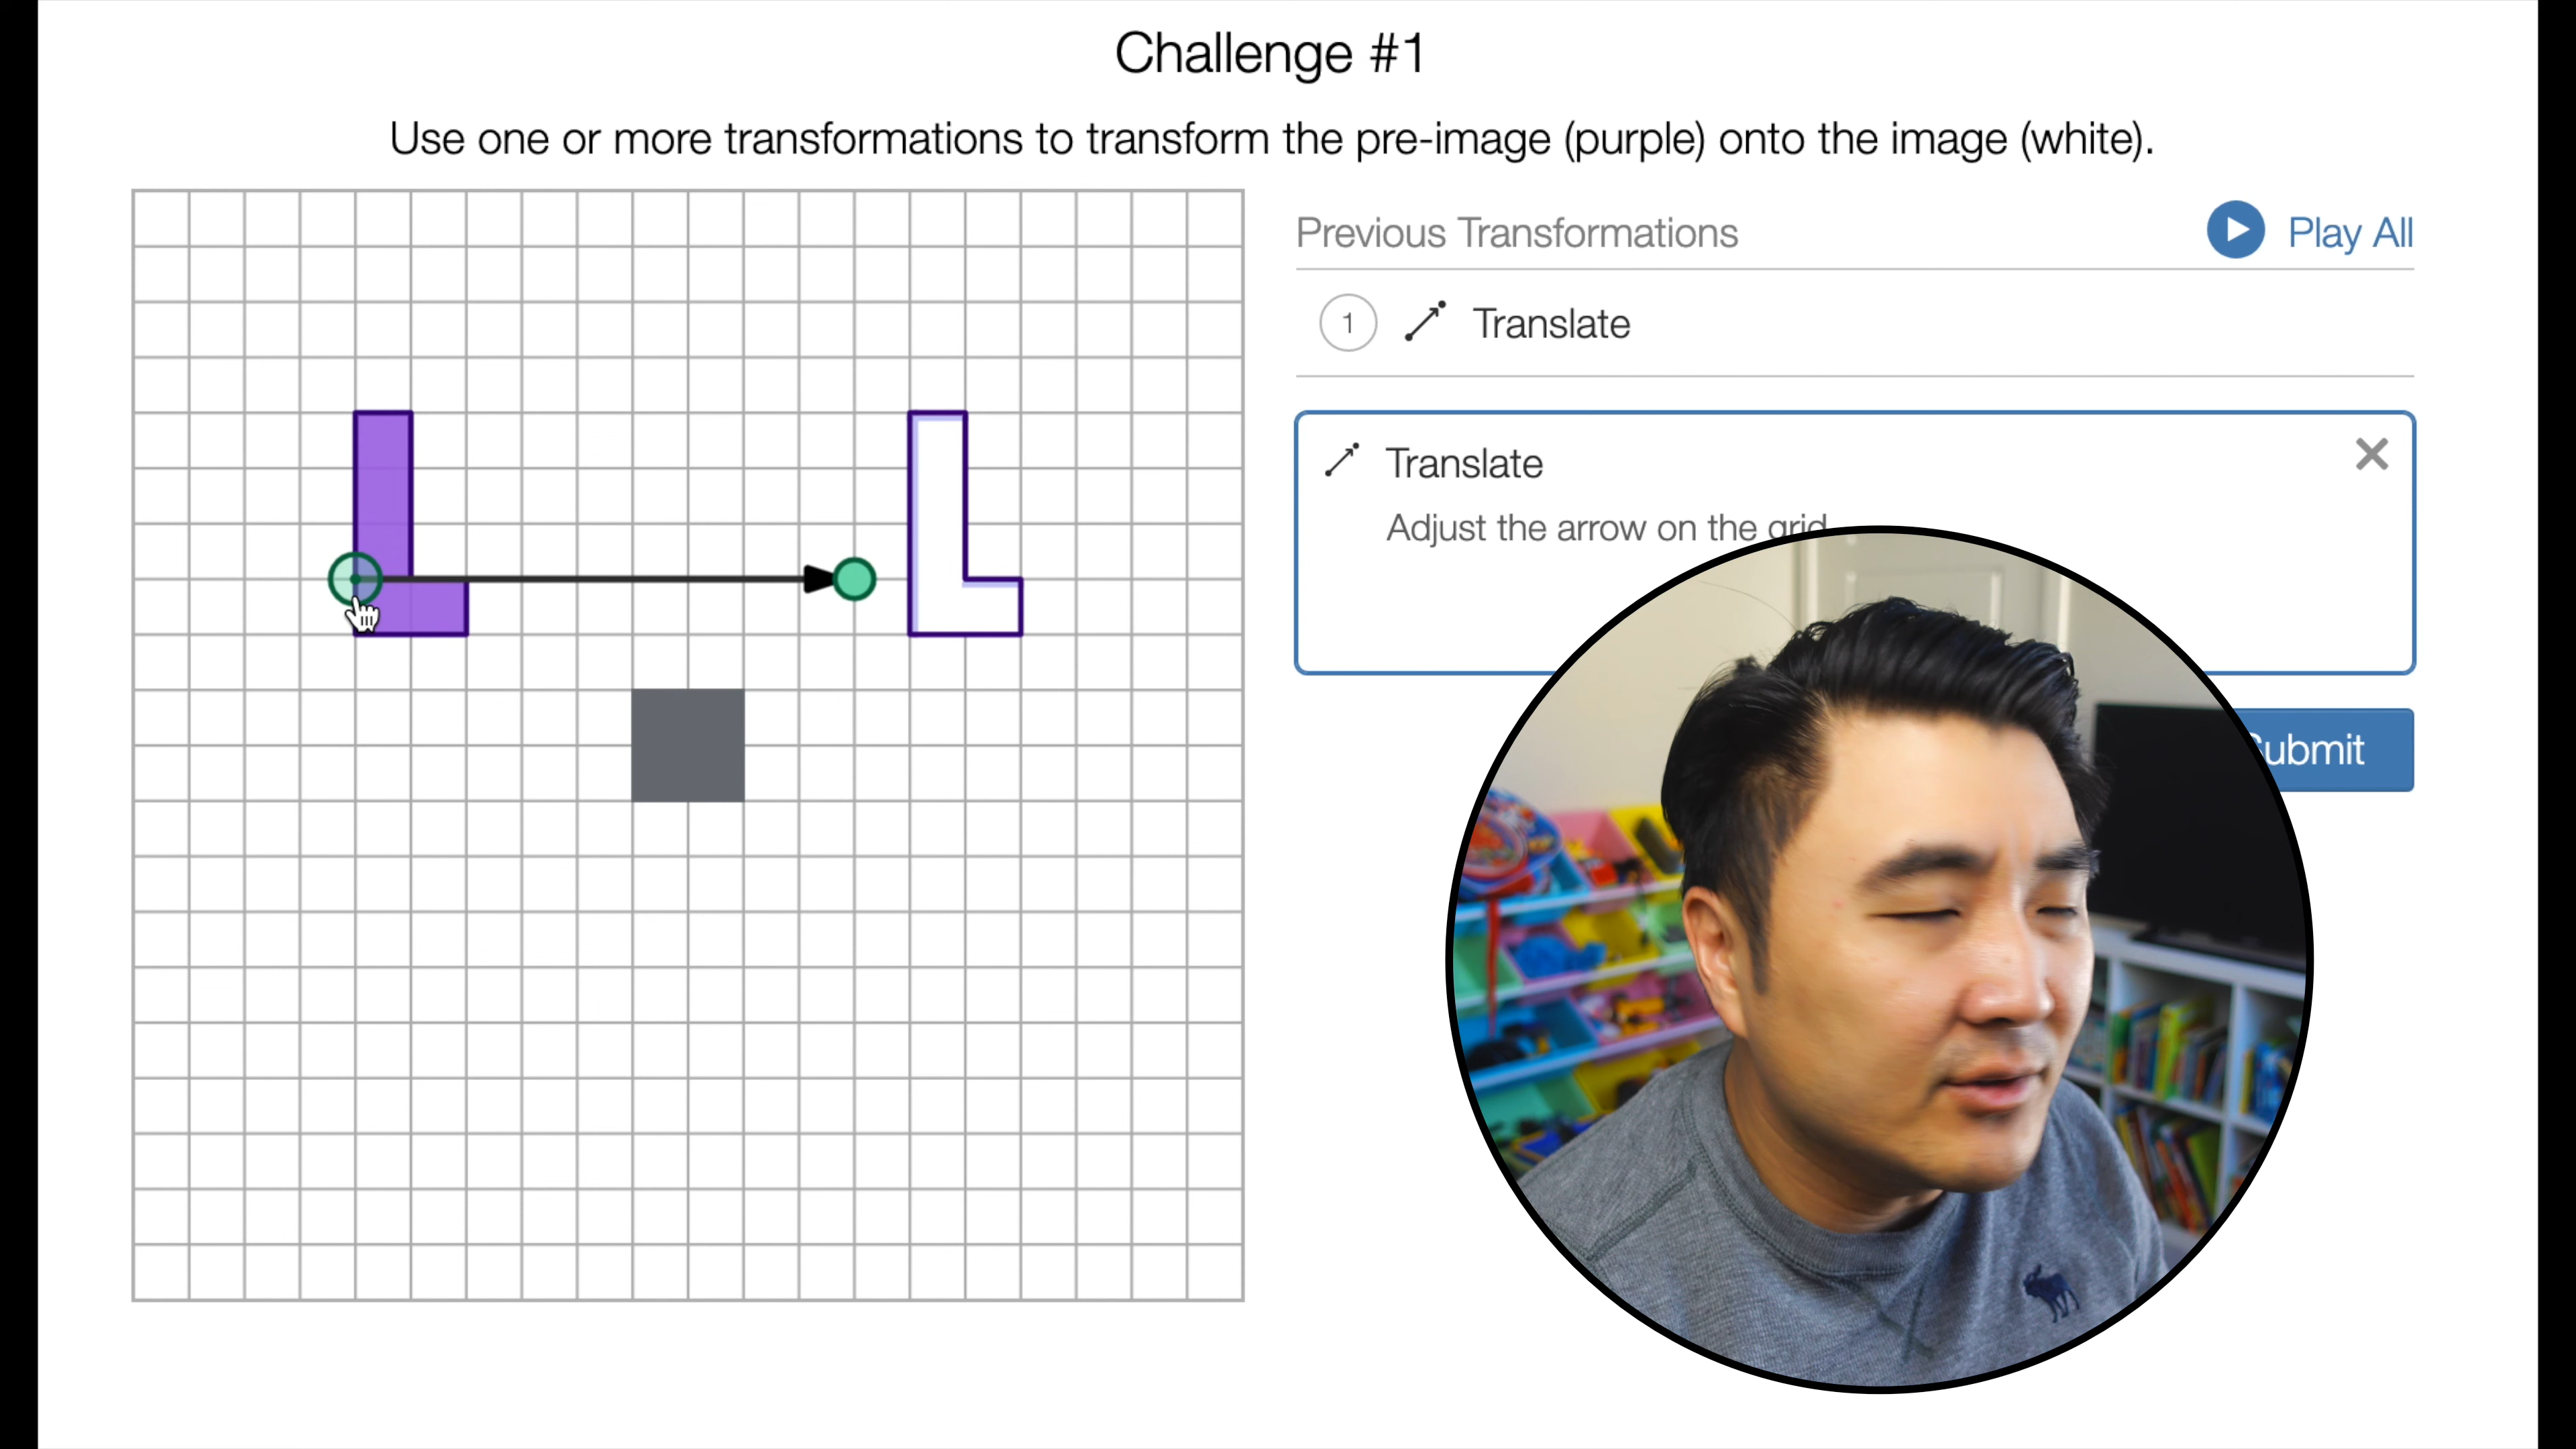 Challenge #1
Use one or more transformations to transform the pre-image (purple) onto the image (white).
Previous Transformations
Play All
1 Translate
Translate
Adjust the arrow on the grid
Submit